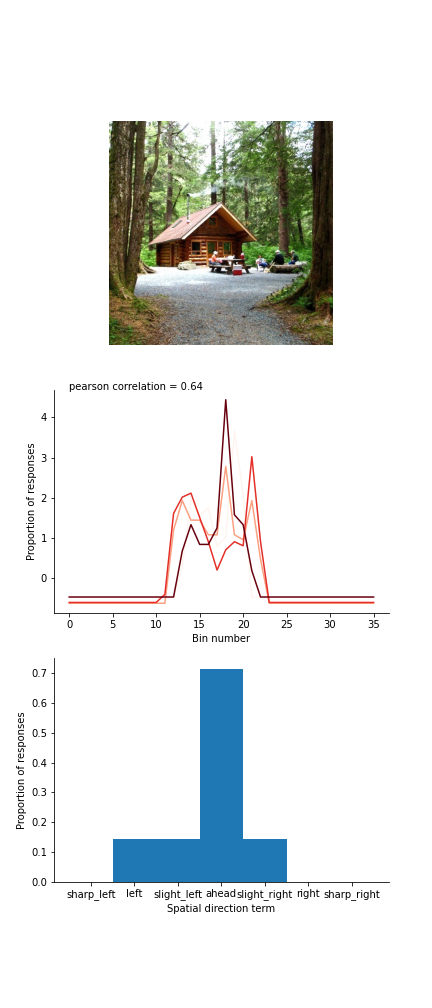 pearson correlation = 0.64
4
3
2
1
0
Proportion of responses
0 5 10 15 20 25 30 35
Bin number
0.7
0.6
0.5
0.4
0.3
0.2
0.1
0.0
Proportion of responses
sharp_left left slight_left ahead slight_right right sharp_right
Spatial direction term